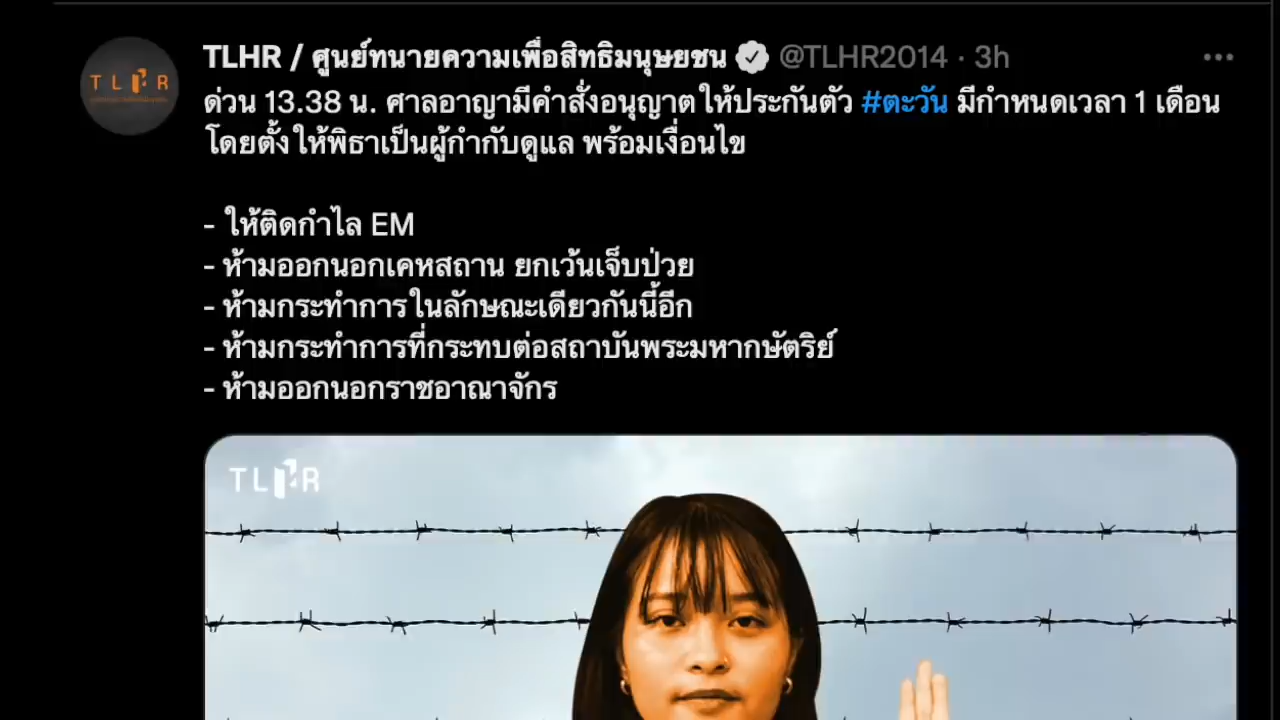 TLHR
TLHR / ศูนย์ทนายความเพื่อสิทธิมนุษยชน @TLHR2014 · 3h
ด่วน 13.38 น. ศาลอาญามีคำสั่งอนุญาตให้ประกันตัว #ตะวัน มีกำหนดเวลา 1 เดือน
โดยตั้งให้พิธาเป็นผู้กำกับดูแล พร้อมเงื่อนไข
- ให้ติดกำไล EM
- ห้ามออกนอกเคหสถาน ยกเว้นเจ็บป่วย
- ห้ามกระทำการในลักษณะเดียวกันนี้อีก
- ห้ามกระทำการที่กระทบต่อสถาบันพระมหากษัตริย์
- ห้ามออกนอกราชอาณาจักร
TLHR